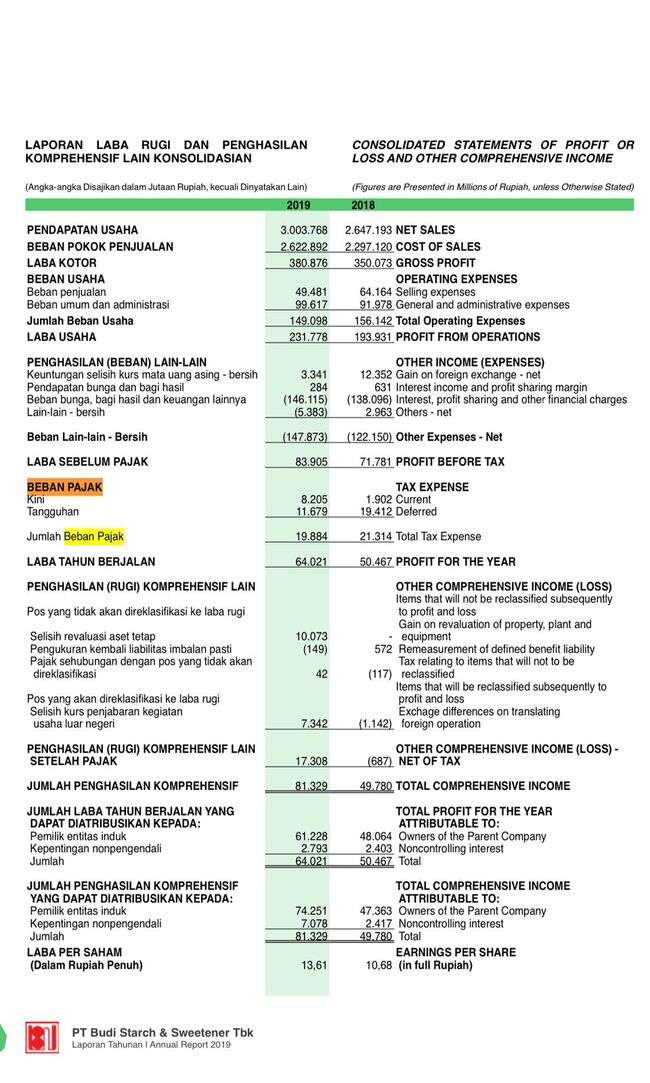 LAPORAN LABA RUGI DAN PENGHASILAN KOMPREHENSIF LAIN KONSOLIDASIAN
CONSOLIDATED STATEMENTS OF PROFIT OR LOSS AND OTHER COMPREHENSIVE INCOME
(Angka-angka Disajikan dalam Jutaan Rupiah, kecuali Dinyatakan Lain) (Figures are Presented in Millions of Rupiah, unless Otherwise Stated)
2019 2018
PENDAPATAN USAHA 3.003.768 2.647.193 NET SALES
BEBAN POKOK PENJUALAN 2.622.892 2.297.120 COST OF SALES
LABA KOTOR 380.876 350.073 GROSS PROFIT
BEBAN USAHA OPERATING EXPENSES
Beban penjualan 49.481 64.164 Selling expenses
Beban umum dan administrasi 99.617 91.978 General and administrative expenses
Jumlah Beban Usaha 149.098 156.142 Total Operating Expenses
LABA USAHA 231.778 193.931 PROFIT FROM OPERATIONS
PENGHASILAN (BEBAN) LAIN-LAIN OTHER INCOME (EXPENSES)
Keuntungan selisih kurs mata uang asing - bersih 3.341 12.352 Gain on foreign exchange - net
Pendapatan bunga dan bagi hasil 284 631 Interest income and profit sharing margin
Beban bunga, bagi hasil dan keuangan lainnya (146.115) (138.096) Interest, profit sharing and other financial charges
Lain-lain - bersih (5.383) 2.963 Others - net
Beban Lain-lain - Bersih (147.873) (122.150) Other Expenses - Net
LABA SEBELUM PAJAK 83.905 71.781 PROFIT BEFORE TAX
BEBAN PAJAK TAX EXPENSE
Kini 8.205 1.902 Current
Tangguhan 11.679 19.412 Deferred
Jumlah Beban Pajak 19.884 21.314 Total Tax Expense
LABA TAHUN BERJALAN 64.021 50.467 PROFIT FOR THE YEAR
PENGHASILAN (RUGI) KOMPREHENSIF LAIN OTHER COMPREHENSIVE INCOME (LOSS)
Items that will not be reclassified subsequently
Pos yang tidak akan direklasifikasi ke laba rugi to profit and loss
Gain on revaluation of property, plant and
Selisih revaluasi aset tetap 10.073 - equipment
Pengukuran kembali liabilitas imbalan pasti (149) 572 Remeasurement of defined benefit liability
Pajak sehubungan dengan pos yang tidak akan Tax relating to items that will not to be
direklasifikasi 42 (117) reclassified
Items that will be reclassified subsequently to
Pos yang akan direklasifikasi ke laba rugi profit and loss
Selisih kurs penjabaran kegiatan Exchage differences on translating
usaha luar negeri 7.342 (1.142) foreign operation
PENGHASILAN (RUGI) KOMPREHENSIF LAIN OTHER COMPREHENSIVE INCOME (LOSS) -
SETELAH PAJAK 17.308 (687) NET OF TAX
JUMLAH PENGHASILAN KOMPREHENSIF 81.329 49.780 TOTAL COMPREHENSIVE INCOME
JUMLAH LABA TAHUN BERJALAN YANG TOTAL PROFIT FOR THE YEAR
DAPAT DIATRIBUSIKAN KEPADA: ATTRIBUTABLE TO:
Pemilik entitas induk 61.228 48.064 Owners of the Parent Company
Kepentingan nonpengendali 2.793 2.403 Noncontrolling interest
Jumlah 64.021 50.467 Total
JUMLAH PENGHASILAN KOMPREHENSIF TOTAL COMPREHENSIVE INCOME
YANG DAPAT DIATRIBUSIKAN KEPADA: ATTRIBUTABLE TO:
Pemilik entitas induk 74.251 47.363 Owners of the Parent Company
Kepentingan nonpengendali 7.078 2.417 Noncontrolling interest
Jumlah 81.329 49.780 Total
LABA PER SAHAM EARNINGS PER SHARE
(Dalam Rupiah Penuh) 13,61 10,68 (in full Rupiah)
PT Budi Starch & Sweetener Tbk
Laporan Tahunan | Annual Report 2019